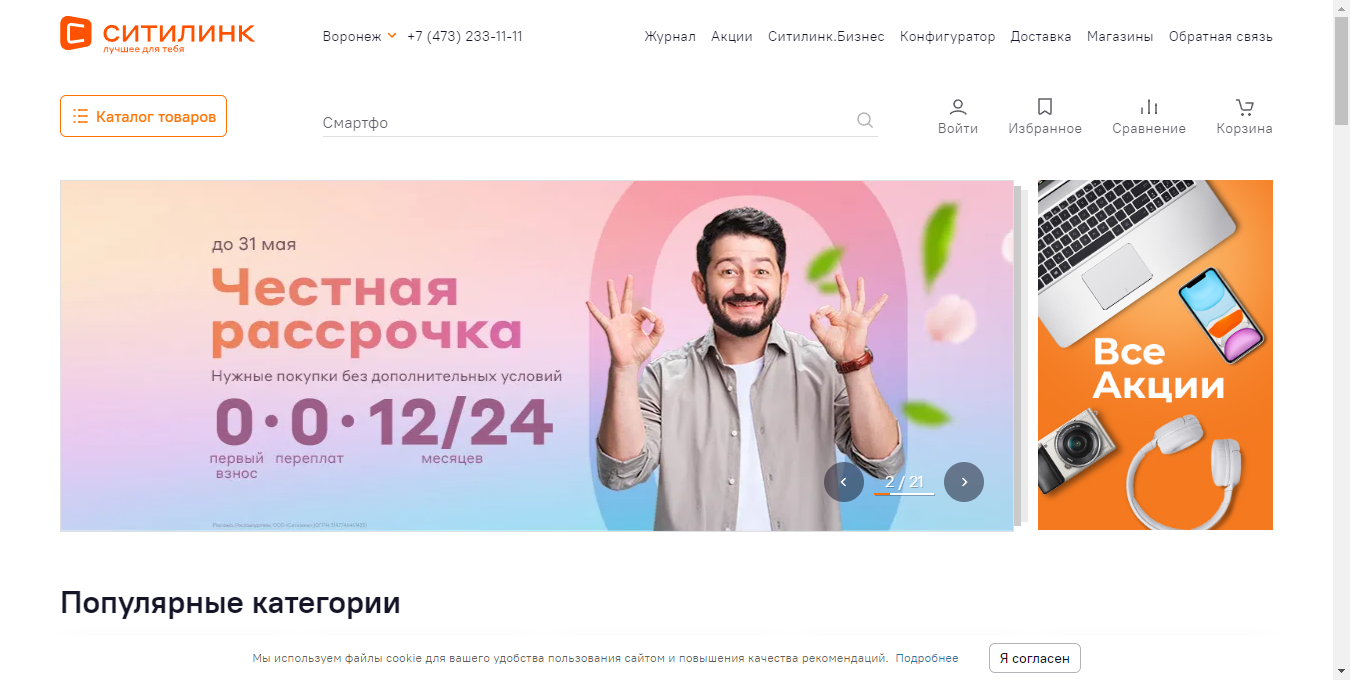 СИТИЛИНК
лучшее для тебя
Воронеж
+7 (473) 233-11-11
Журнал
Акции
Ситилинк.Бизнес
Конфигуратор
Доставка
Магазины
Обратная связь
Каталог товаров
Смартфо
Войти
Избранное
Сравнение
Корзина
до 31 мая
Честная
рассрочка
Нужные покупки без дополнительных условий
0·0·12/24
первый взнос
переплат
месяцев
2 / 21
Все
Акции
Популярные категории
Мы используем файлы cookie для вашего удобства пользования сайтом и повышения качества рекомендаций. Подробнее
Я согласен